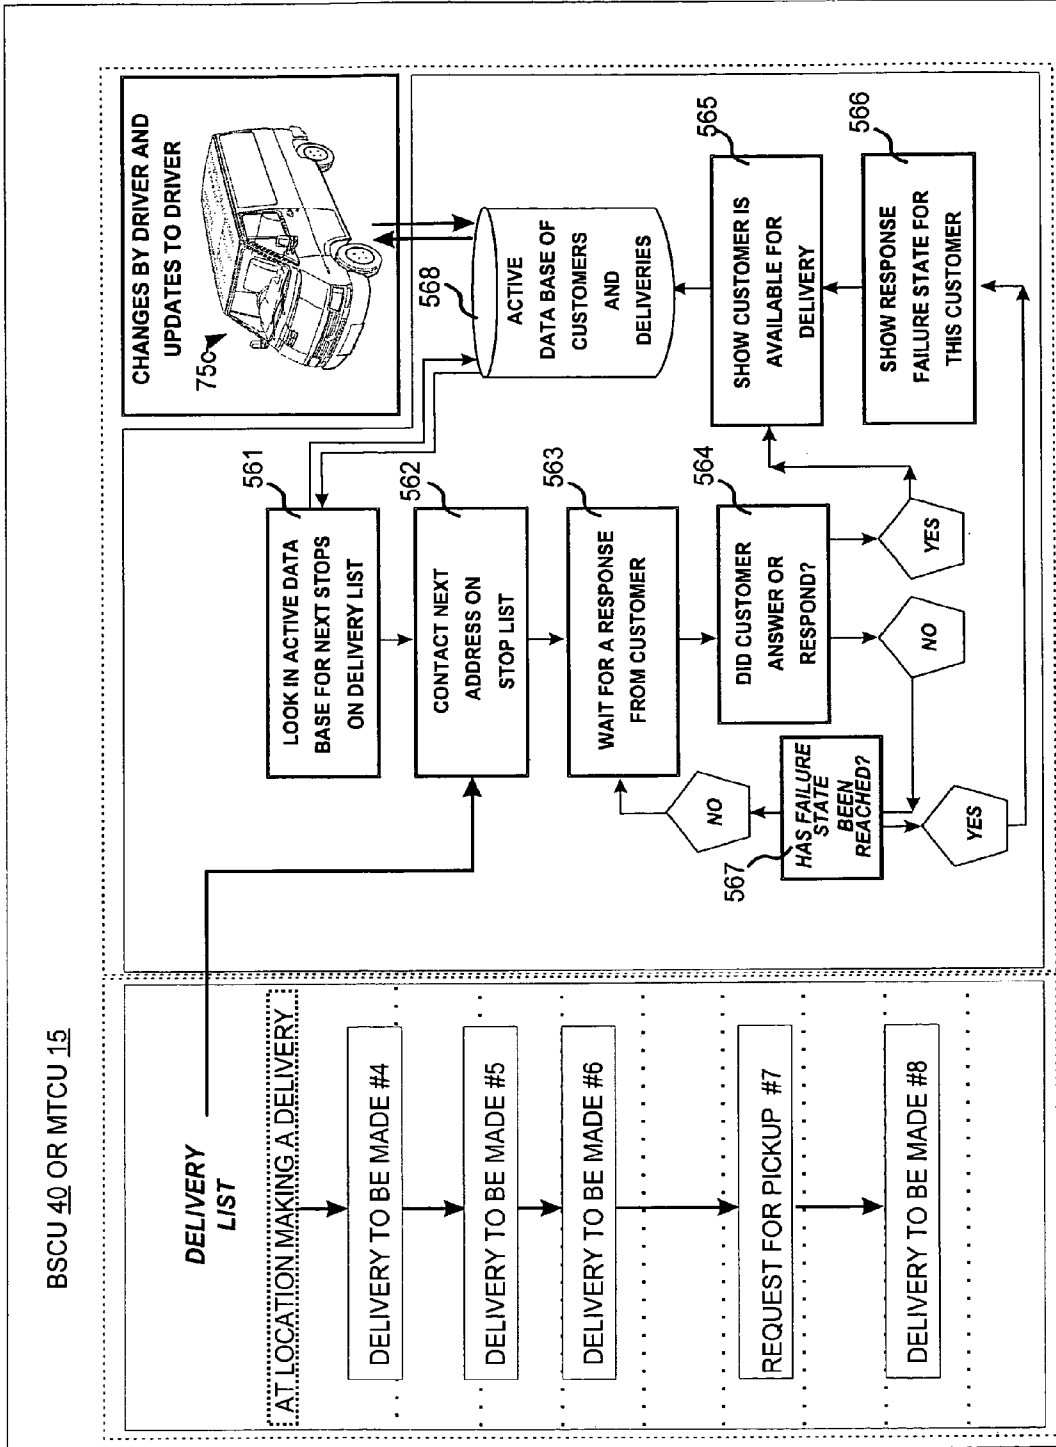 BSCU 40 OR MTCU 15
DELIVERY
LIST
AT LOCATION MAKING A DELIVERY
DELIVERY TO BE MADE #4
DELIVERY TO BE MADE #5
DELIVERY TO BE MADE #6
REQUEST FOR PICKUP #7
DELIVERY TO BE MADE #8
CHANGES BY DRIVER AND
UPDATES TO DRIVER
75c
561
LOOK IN ACTIVE DATA
BASE FOR NEXT STOPS
ON DELIVERY LIST
562
CONTACT NEXT
ADDRESS ON
STOP LIST
563
WAIT FOR A RESPONSE
FROM CUSTOMER
564
DID CUSTOMER
ANSWER OR
RESPOND?
YES
NO
567
HAS FAILURE
STATE
BEEN
REACHED?
NO
YES
568
ACTIVE
DATA BASE OF
CUSTOMERS
AND
DELIVERIES
565
SHOW CUSTOMER IS
AVAILABLE FOR
DELIVERY
566
SHOW RESPONSE
FAILURE STATE FOR
THIS CUSTOMER